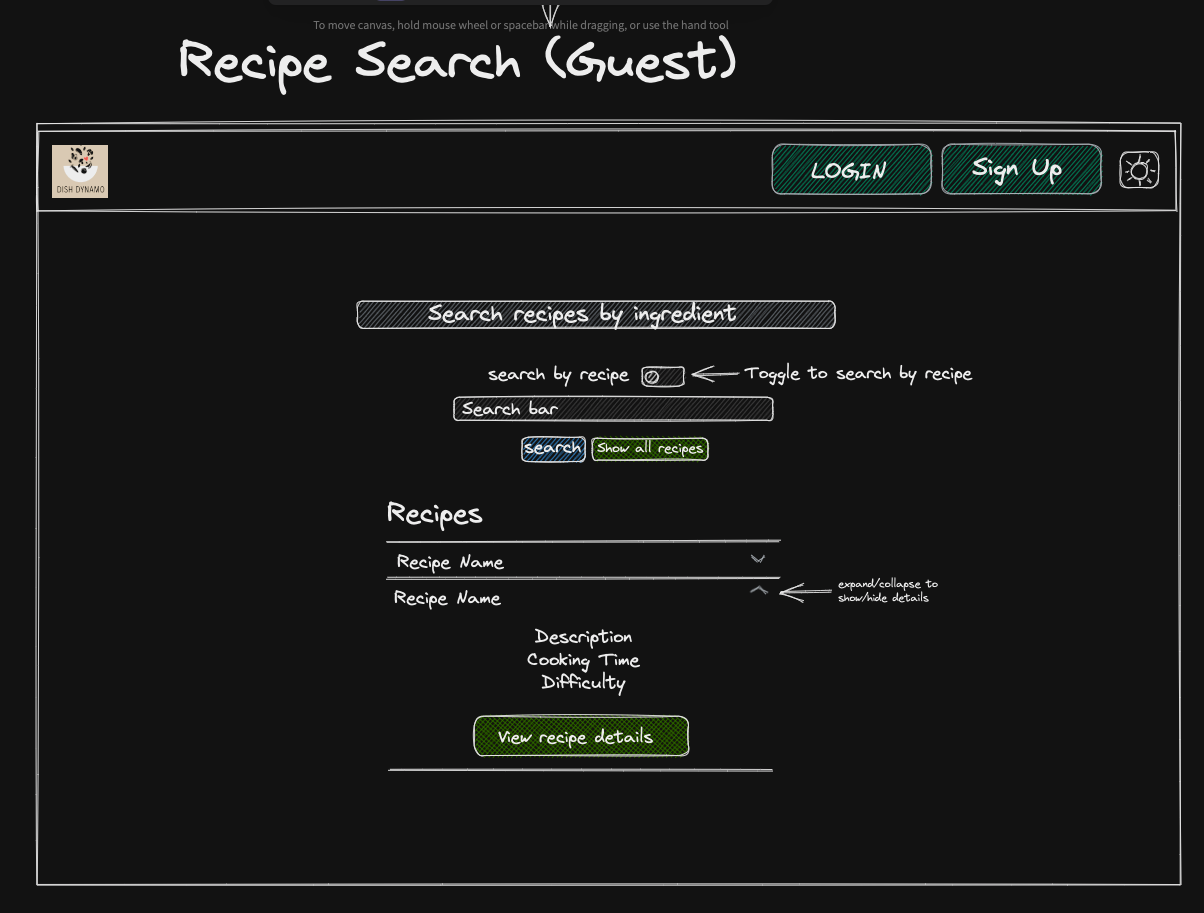 To move canvas, hold mouse wheel or spacebar while dragging, or use the hand tool
Recipe Search (Guest)
DISH DYNAMO
LOGIN
Sign Up
Search recipes by ingredient
search by recipe
Toggle to search by recipe
Search bar
search
Show all recipes
Recipes
Recipe Name
Recipe Name
expand/collapse to
show/hide details
Description
Cooking Time
Difficulty
View recipe details